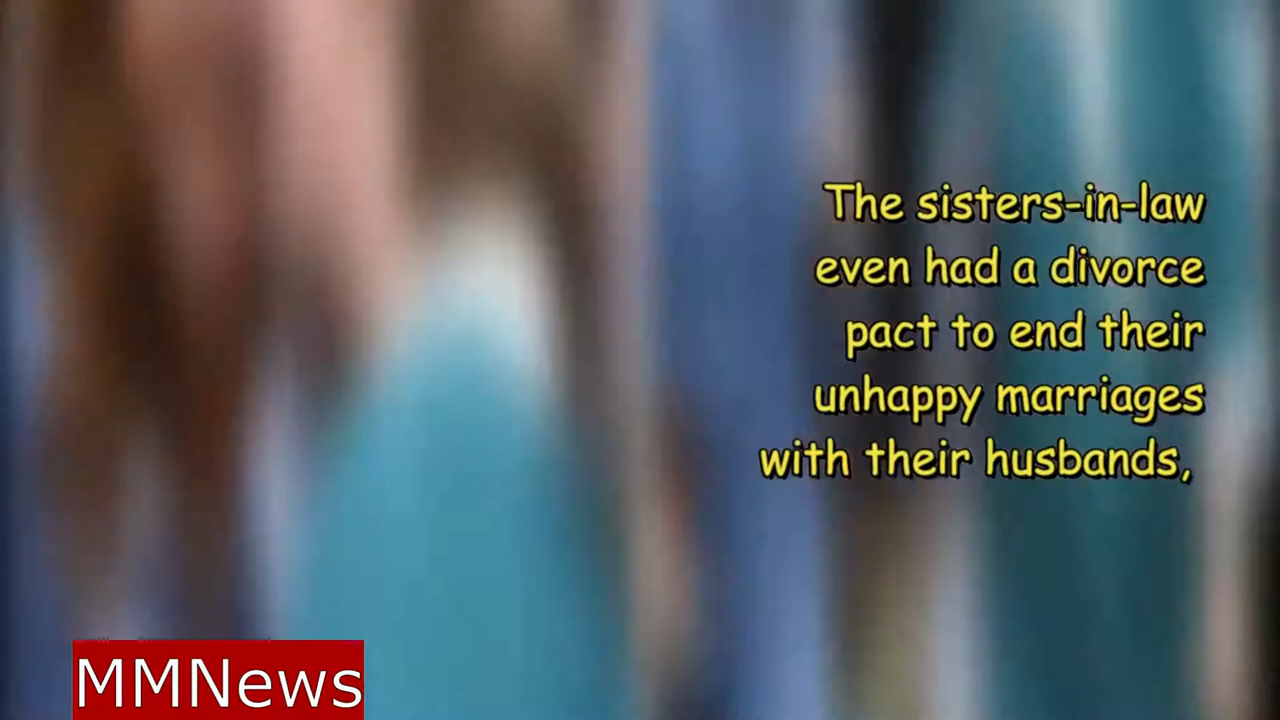 The sisters-in-law
even had a divorce
pact to end their
unhappy marriages
with their husbands,
MMNews